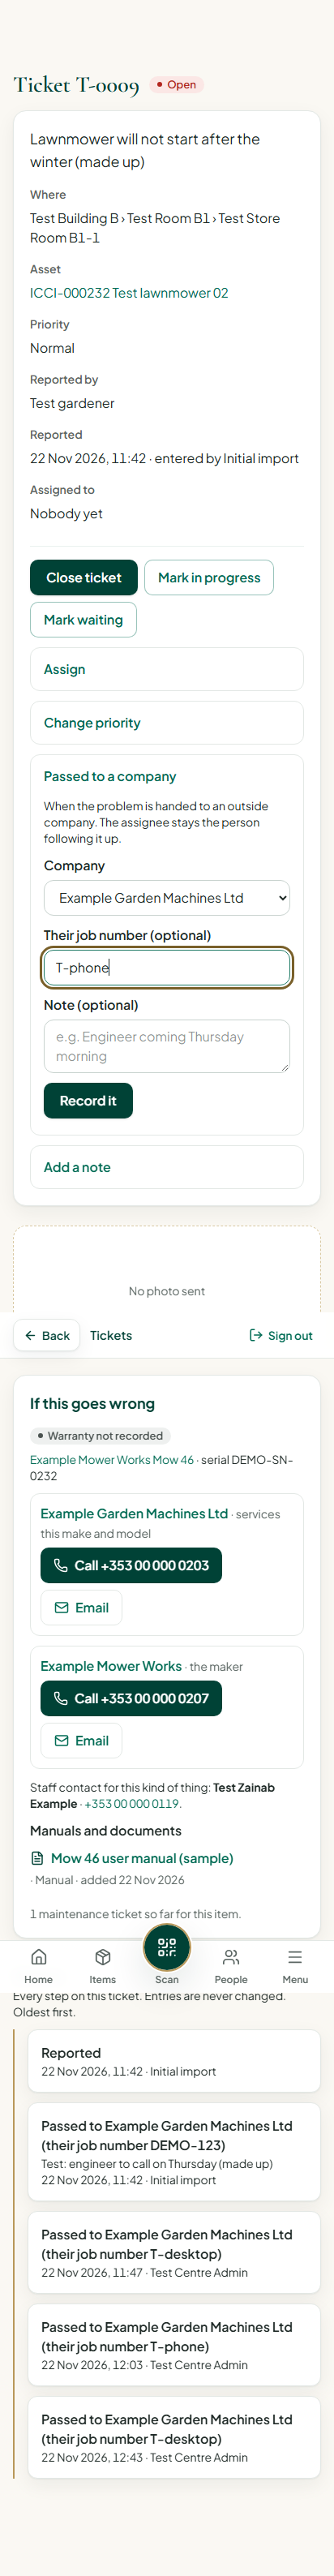 Ticket T-0009
Open
Lawnmower will not start after the
winter (made up)
Where
Test Building B › Test Room B1 › Test Store
Room B1-1
Asset
ICCI-000232 Test lawnmower 02
Priority
Normal
Reported by
Test gardener
Reported
22 Nov 2026, 11:42 · entered by Initial import
Assigned to
Nobody yet
Close ticket
Mark in progress
Mark waiting
Assign
Change priority
Passed to a company
When the problem is handed to an outside
company. The assignee stays the person
following it up.
Company
Example Garden Machines Ltd
Their job number (optional)
T-phone
Note (optional)
e.g. Engineer coming Thursday
morning
Record it
Add a note
No photo sent
Back
Tickets
Sign out
If this goes wrong
Warranty not recorded
Example Mower Works Mow 46 · serial DEMO-SN-
0232
Example Garden Machines Ltd · services
this make and model
Call +353 00 000 0203
Email
Example Mower Works · the maker
Call +353 00 000 0207
Email
Staff contact for this kind of thing: Test Zainab
Example · +353 00 000 0119.
Manuals and documents
Mow 46 user manual (sample)
· Manual · added 22 Nov 2026
1 maintenance ticket so far for this item.
Home
Items
Scan
People
Menu
Every step on this ticket. Entries are never changed.
Oldest first.
Reported
22 Nov 2026, 11:42 · Initial import
Passed to Example Garden Machines Ltd
(their job number DEMO-123)
Test: engineer to call on Thursday (made up)
22 Nov 2026, 11:42 · Initial import
Passed to Example Garden Machines Ltd
(their job number T-desktop)
22 Nov 2026, 11:47 · Test Centre Admin
Passed to Example Garden Machines Ltd
(their job number T-phone)
22 Nov 2026, 12:03 · Test Centre Admin
Passed to Example Garden Machines Ltd
(their job number T-desktop)
22 Nov 2026, 12:43 · Test Centre Admin